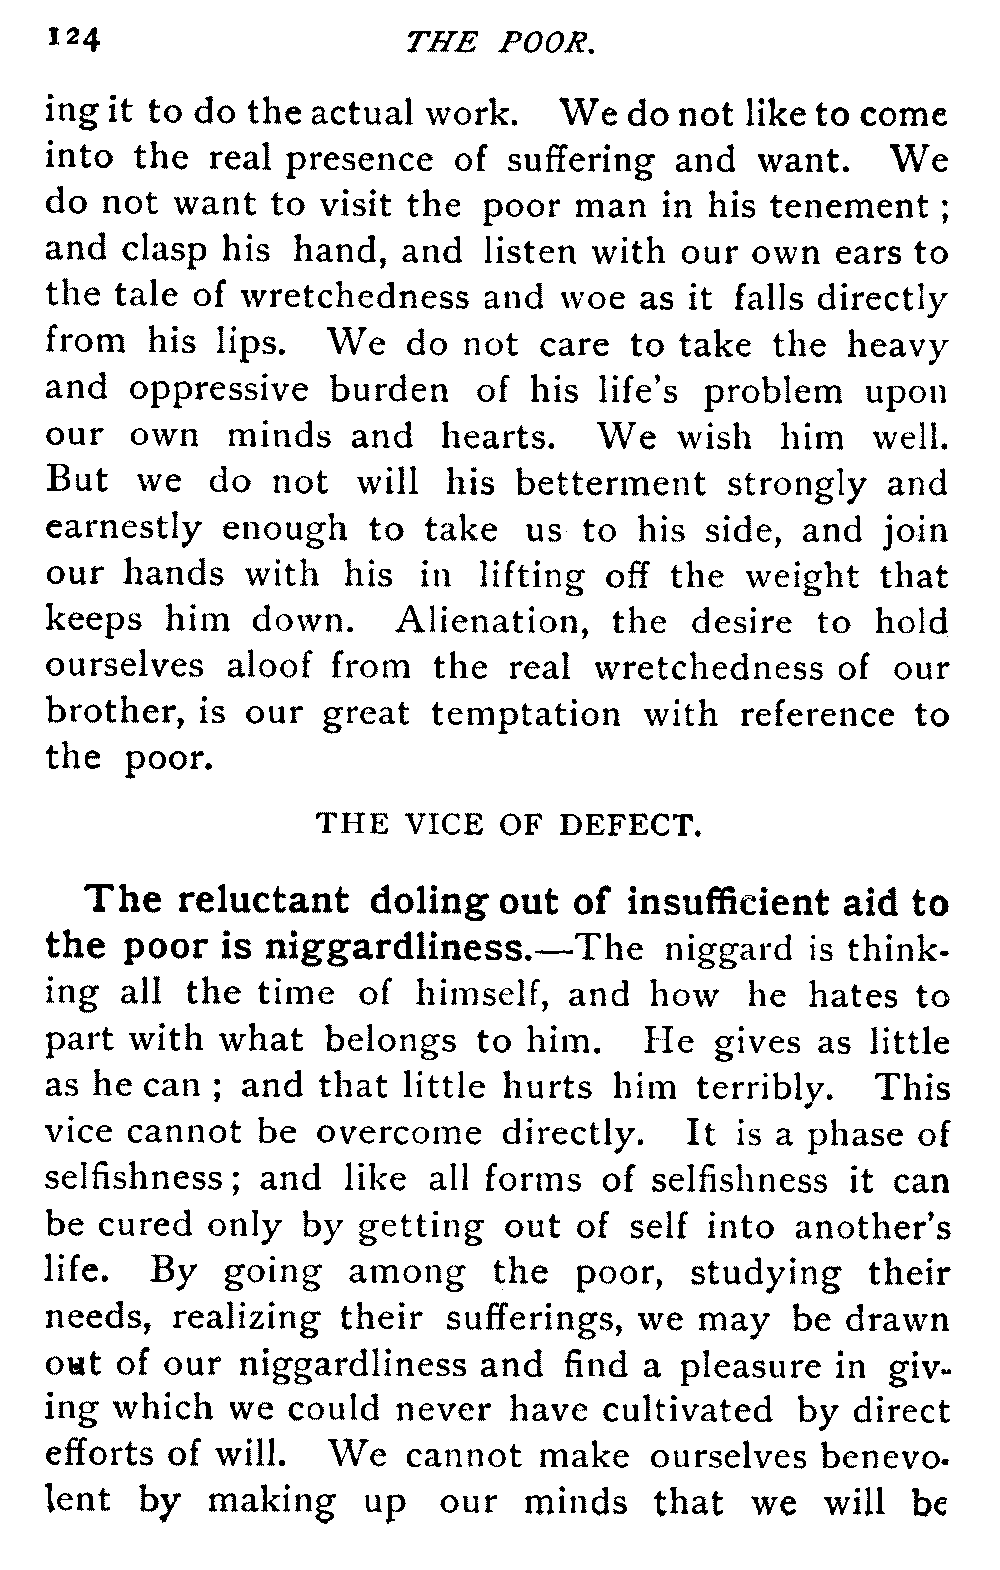 124 THE POOR.
ing it to do the actual work. We do not like to come
into the real presence of suffering and want. We
do not want to visit the poor man in his tenement ;
and clasp his hand, and listen with our own ears to
the tale of wretchedness and woe as it falls directly
from his lips. We do not care to take the heavy
and oppressive burden of his life's problem upon
our own minds and hearts. We wish him well.
But we do not will his betterment strongly and
earnestly enough to take us to his side, and join
our hands with his in lifting off the weight that
keeps him down. Alienation, the desire to hold
ourselves aloof from the real wretchedness of our
brother, is our great temptation with reference to
the poor.
THE VICE OF DEFECT.
The reluctant doling out of insufficient aid to
the poor is niggardliness.—The niggard is think-
ing all the time of himself, and how he hates to
part with what belongs to him. He gives as little
as he can ; and that little hurts him terribly. This
vice cannot be overcome directly. It is a phase of
selfishness ; and like all forms of selfishness it can
be cured only by getting out of self into another's
life. By going among the poor, studying their
needs, realizing their sufferings, we may be drawn
out of our niggardliness and find a pleasure in giv-
ing which we could never have cultivated by direct
efforts of will. We cannot make ourselves benevo-
lent by making up our minds that we will be